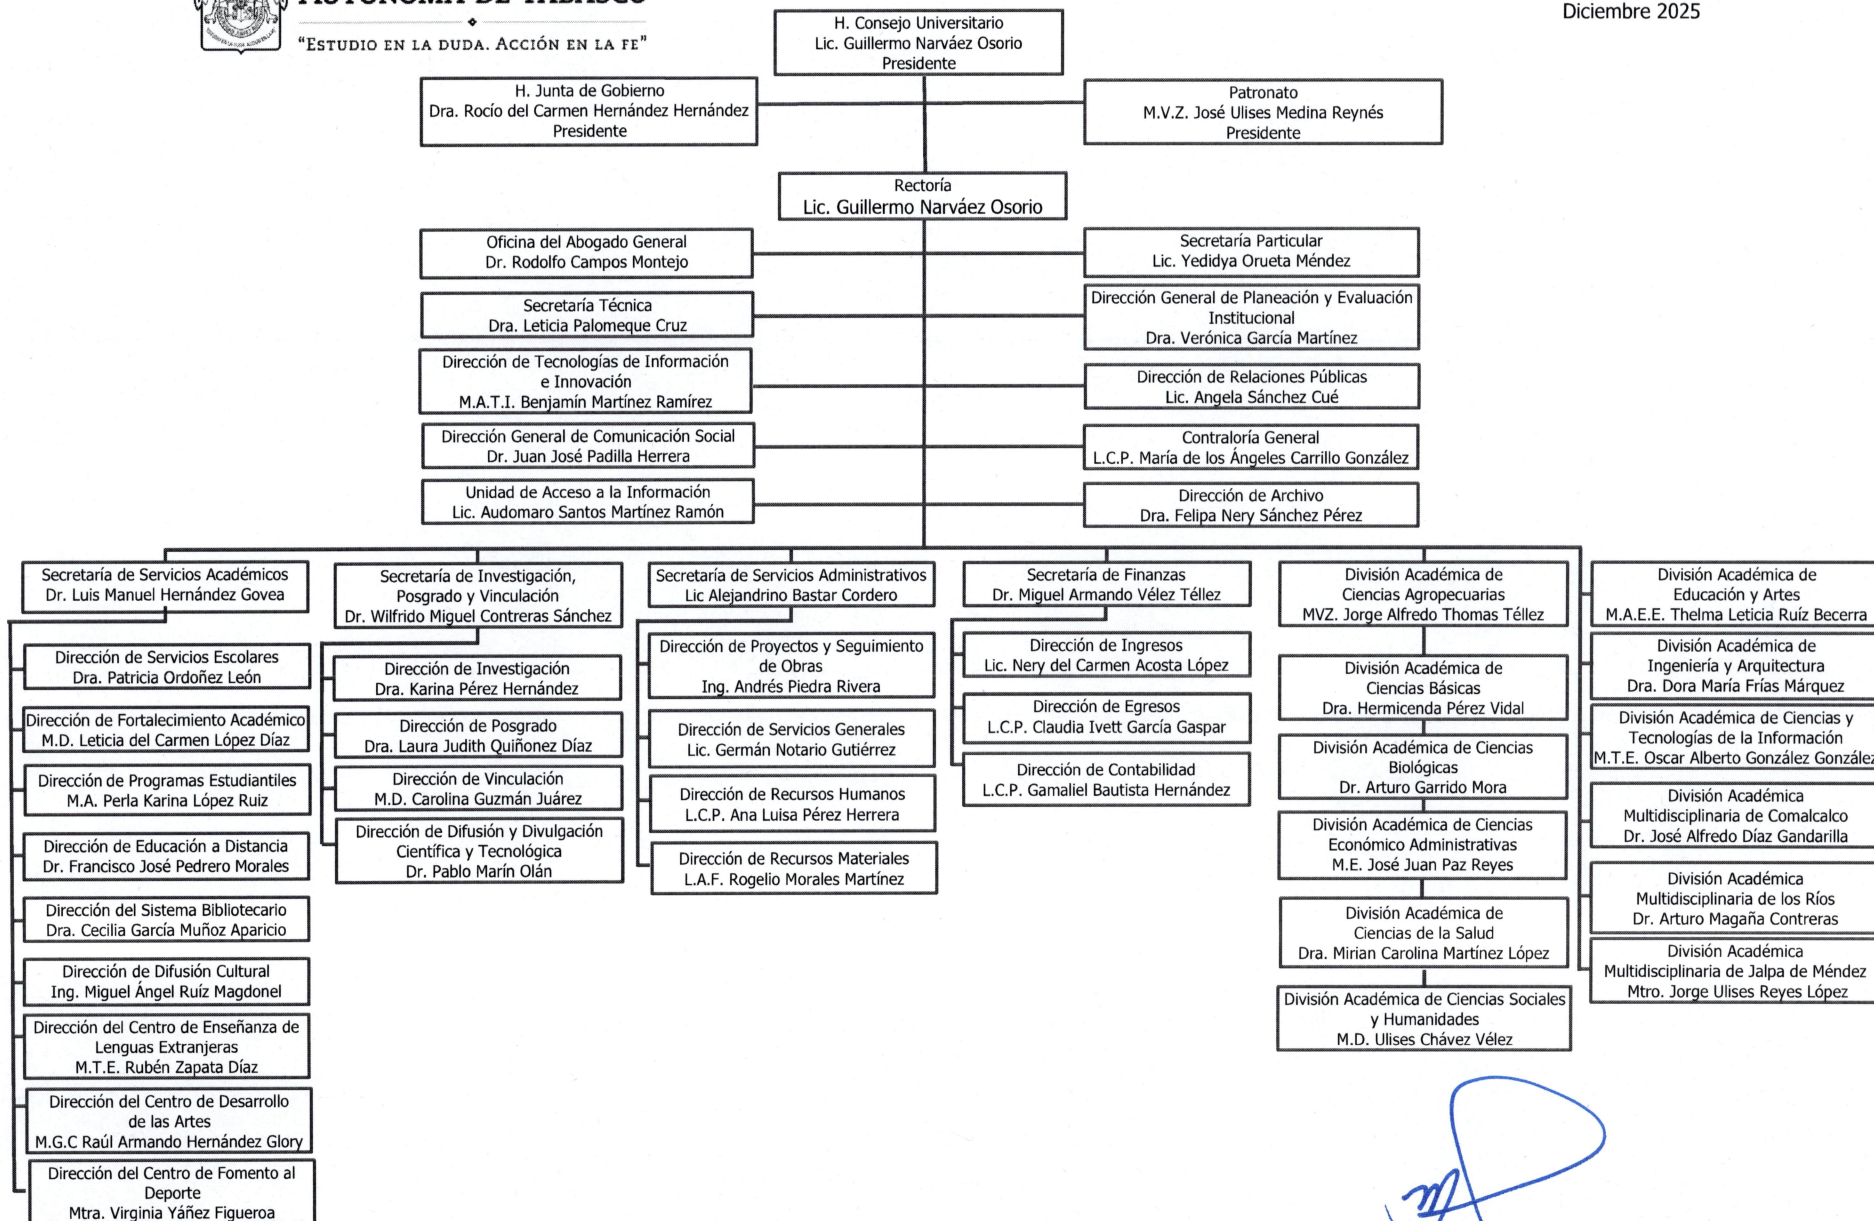 AUTÓNOMA DE TABASCO
"ESTUDIO EN LA DUDA. ACCIÓN EN LA FE"
Diciembre 2025
H. Consejo Universitario
Lic. Guillermo Narváez Osorio
Presidente
H. Junta de Gobierno
Dra. Rocío del Carmen Hernández Hernández
Presidente
Patronato
M.V.Z. José Ulises Medina Reynés
Presidente
Rectoría
Lic. Guillermo Narváez Osorio
Oficina del Abogado General
Dr. Rodolfo Campos Montejo
Secretaría Particular
Lic. Yedidya Orueta Méndez
Secretaría Técnica
Dra. Leticia Palomeque Cruz
Dirección General de Planeación y Evaluación
Institucional
Dra. Verónica García Martínez
Dirección de Tecnologías de Información
e Innovación
M.A.T.I. Benjamín Martínez Ramírez
Dirección de Relaciones Públicas
Lic. Angela Sánchez Cué
Dirección General de Comunicación Social
Dr. Juan José Padilla Herrera
Contraloría General
L.C.P. María de los Ángeles Carrillo González
Unidad de Acceso a la Información
Lic. Audomaro Santos Martínez Ramón
Dirección de Archivo
Dra. Felipa Nery Sánchez Pérez
Secretaría de Servicios Académicos
Dr. Luis Manuel Hernández Govea
Dirección de Servicios Escolares
Dra. Patricia Ordoñez León
Dirección de Fortalecimiento Académico
M.D. Leticia del Carmen López Díaz
Dirección de Programas Estudiantiles
M.A. Perla Karina López Ruiz
Dirección de Educación a Distancia
Dr. Francisco José Pedrero Morales
Dirección del Sistema Bibliotecario
Dra. Cecilia García Muñoz Aparicio
Dirección de Difusión Cultural
Ing. Miguel Ángel Ruíz Magdonel
Dirección del Centro de Enseñanza de
Lenguas Extranjeras
M.T.E. Rubén Zapata Díaz
Dirección del Centro de Desarrollo
de las Artes
M.G.C Raúl Armando Hernández Glory
Dirección del Centro de Fomento al
Deporte
Mtra. Virginia Yáñez Figueroa
Secretaría de Investigación,
Posgrado y Vinculación
Dr. Wilfrido Miguel Contreras Sánchez
Dirección de Investigación
Dra. Karina Pérez Hernández
Dirección de Posgrado
Dra. Laura Judith Quiñonez Díaz
Dirección de Vinculación
M.D. Carolina Guzmán Juárez
Dirección de Difusión y Divulgación
Científica y Tecnológica
Dr. Pablo Marín Olán
Secretaría de Servicios Administrativos
Lic Alejandrino Bastar Cordero
Dirección de Proyectos y Seguimiento
de Obras
Ing. Andrés Piedra Rivera
Dirección de Servicios Generales
Lic. Germán Notario Gutiérrez
Dirección de Recursos Humanos
L.C.P. Ana Luisa Pérez Herrera
Dirección de Recursos Materiales
L.A.F. Rogelio Morales Martínez
Secretaría de Finanzas
Dr. Miguel Armando Vélez Téllez
Dirección de Ingresos
Lic. Nery del Carmen Acosta López
Dirección de Egresos
L.C.P. Claudia Ivett García Gaspar
Dirección de Contabilidad
L.C.P. Gamaliel Bautista Hernández
División Académica de
Ciencias Agropecuarias
MVZ. Jorge Alfredo Thomas Téllez
División Académica de
Ciencias Básicas
Dra. Hermicenda Pérez Vidal
División Académica de Ciencias
Biológicas
Dr. Arturo Garrido Mora
División Académica de Ciencias
Económico Administrativas
M.E. José Juan Paz Reyes
División Académica de
Ciencias de la Salud
Dra. Mirian Carolina Martínez López
División Académica de Ciencias Sociales
y Humanidades
M.D. Ulises Chávez Vélez
División Académica de
Educación y Artes
M.A.E.E. Thelma Leticia Ruíz Becerra
División Académica de
Ingeniería y Arquitectura
Dra. Dora María Frías Márquez
División Académica de Ciencias y
Tecnologías de la Información
M.T.E. Oscar Alberto González González
División Académica
Multidisciplinaria de Comalcalco
Dr. José Alfredo Díaz Gandarilla
División Académica
Multidisciplinaria de los Ríos
Dr. Arturo Magaña Contreras
División Académica
Multidisciplinaria de Jalpa de Méndez
Mtro. Jorge Ulises Reyes López